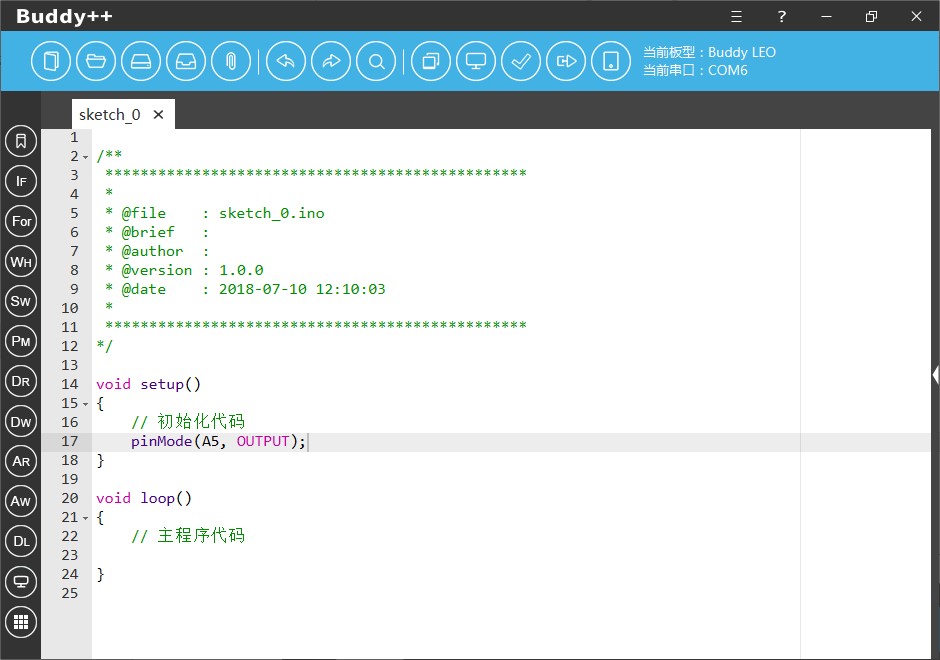 Buddy++
?
当前板型：Buddy LEO
当前串口：COM6
sketch_0
IF
For
WH
SW
PM
DR
DW
AR
AW
DL
1
2 /**
3 ************************************************
4 *
5 * @file    : sketch_0.ino
6 * @brief   :
7 * @author  :
8 * @version : 1.0.0
9 * @date    : 2018-07-10 12:10:03
10 *
11 ************************************************
12 */
13
14 void setup()
15 {
16 // 初始化代码
17 pinMode(A5, OUTPUT);
18 }
19
20 void loop()
21 {
22 // 主程序代码
23
24 }
25